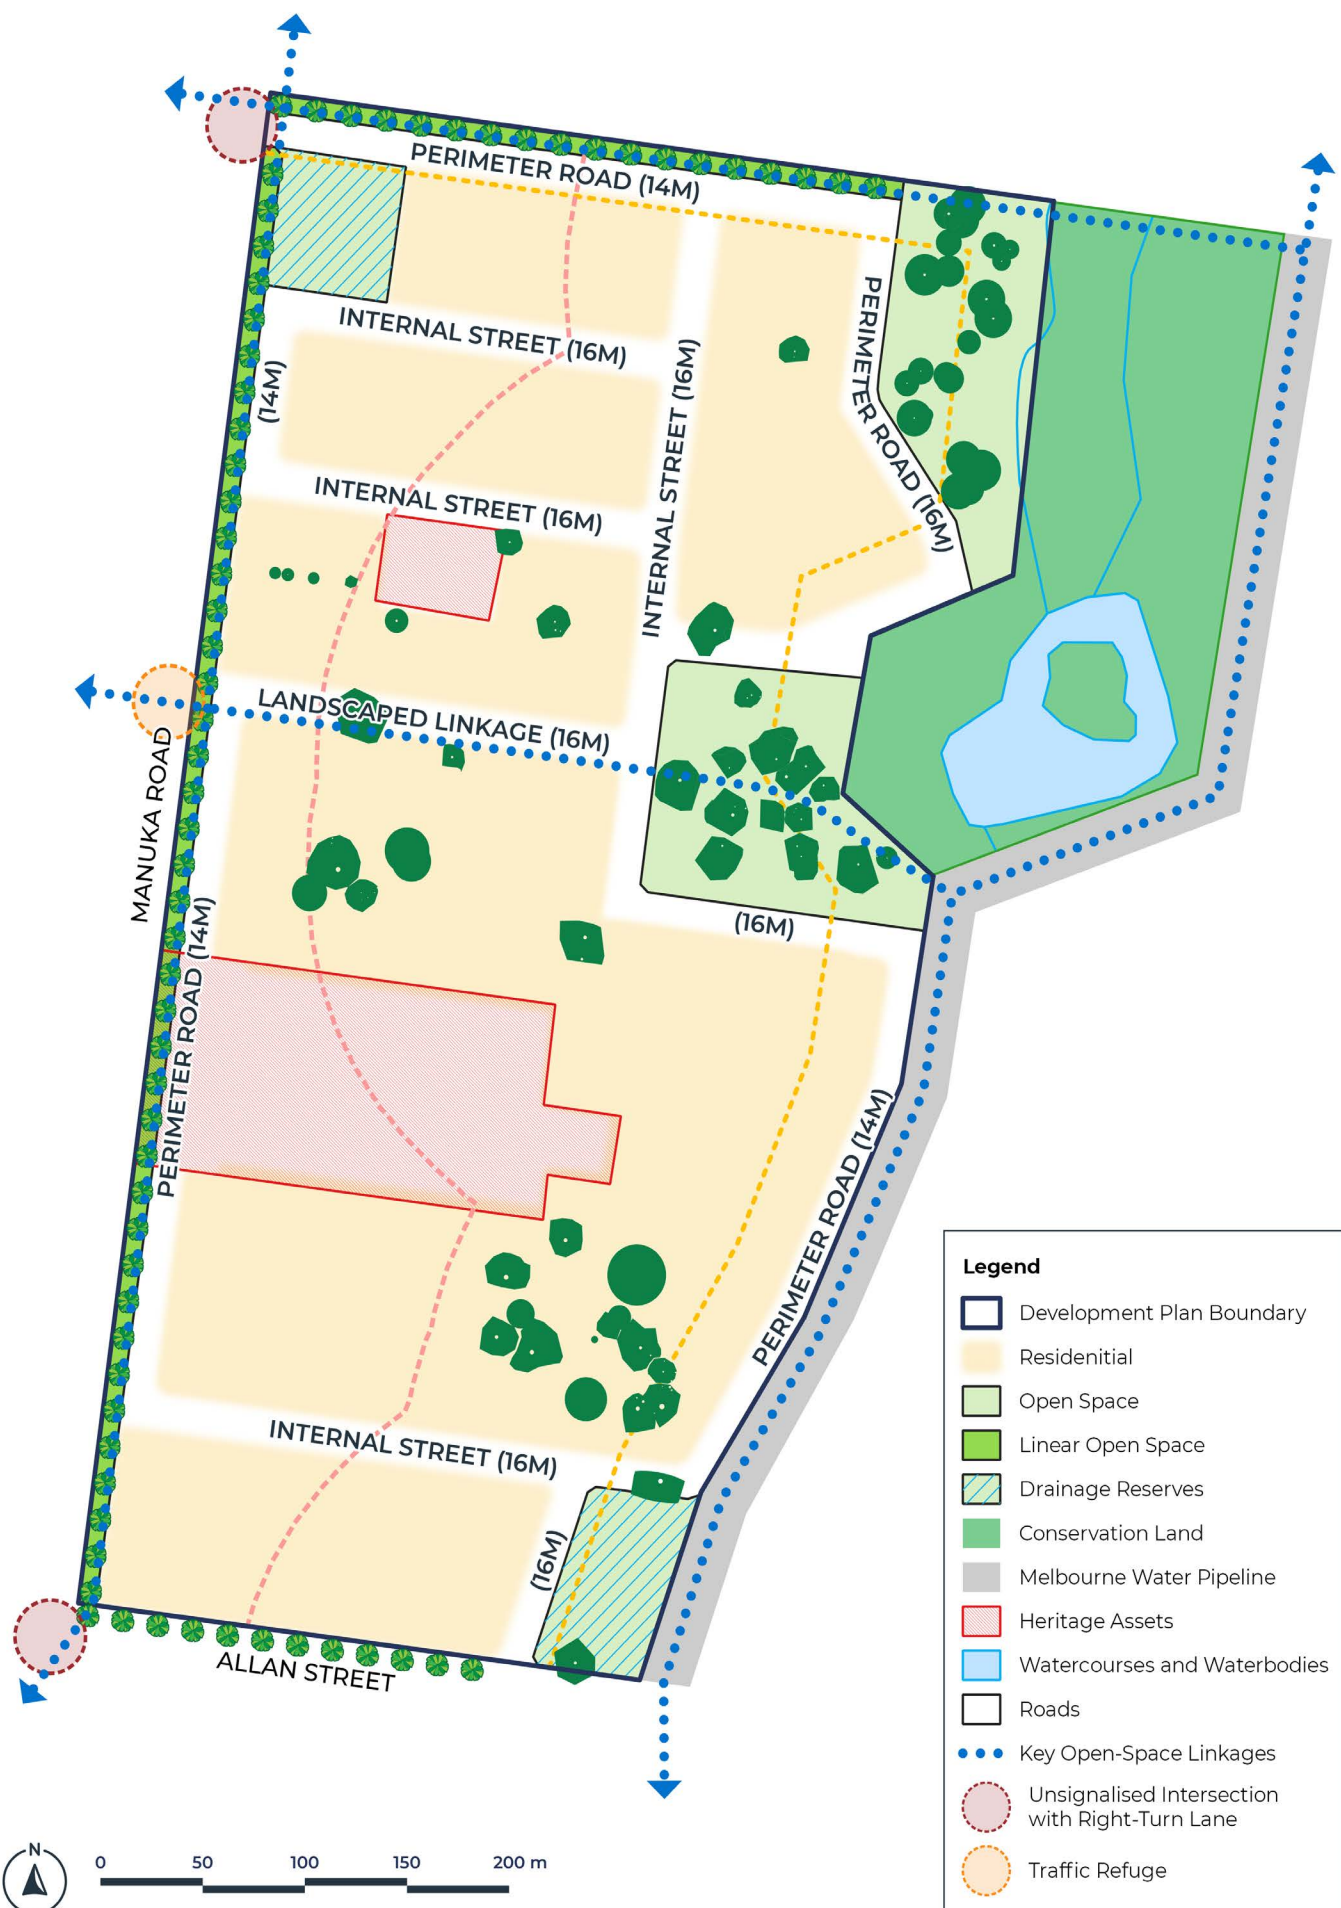 PERIMETER ROAD (14M)
INTERNAL STREET (16M)
PERIMETER ROAD (16M)
(14M)
INTERNAL STREET (16M)
INTERNAL STREET (16M)
LANDSCAPED LINKAGE (16M)
MANUKA ROAD
(16M)
PERIMETER ROAD (14M)
PERIMETER ROAD (14M)
INTERNAL STREET (16M)
(16M)
ALLAN STREET
Legend
Development Plan Boundary
Residenitial
Open Space
Linear Open Space
Drainage Reserves
Conservation Land
Melbourne Water Pipeline
Heritage Assets
Watercourses and Waterbodies
Roads
Key Open-Space Linkages
Unsignalised Intersection
with Right-Turn Lane
Traffic Refuge
N
0 50 100 150 200 m